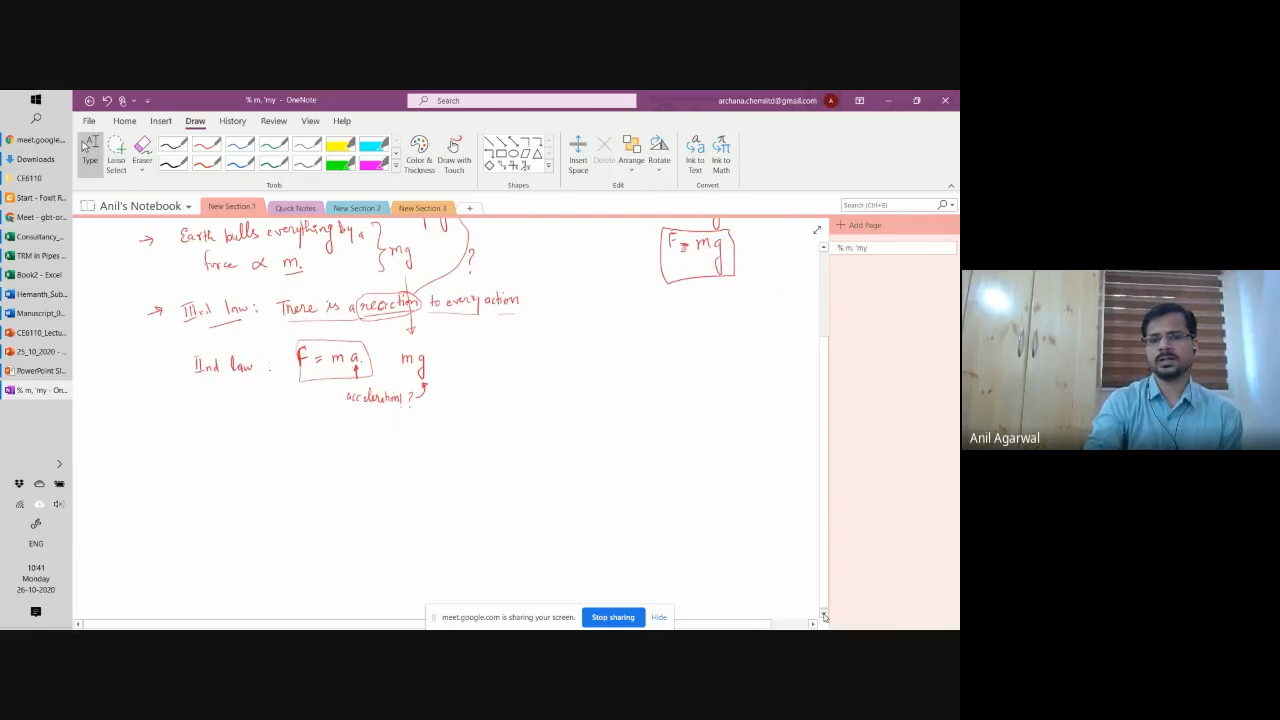 % m, 'my - OneNote
Search
archana.chemiitd@gmail.com
A
File Home Insert Draw History Review View Help
Type
Lasso Select
Eraser
Color & Thickness
Draw with Touch
Insert Space
Delete
Arrange
Rotate
Ink to Text
Ink to Math
Tools
Shapes
Edit
Convert
Anil's Notebook
New Section 1
Quick Notes
New Section 2
New Section 3
+
Search (Ctrl+E)
Add Page
% m, 'my
meet.google...
Downloads
CE6110
Start - Foxit R
Meet - gbt-or...
Consultancy_...
TRM in Pipes
Book2 - Excel
Hemanth_Sub...
Manuscript_0...
CE6110_Lectu...
25_10_2020 -...
PowerPoint Sl...
% m, 'my - On...
ENG
10:41
Monday
26-10-2020
→ Earth pulls everything by a
force ∝ m. } mg
?
F = mg
→ IIIrd law: There is a reaction to every action
IInd law : F = ma. mg
acceleration! ?
meet.google.com is sharing your screen.
Stop sharing
Hide
Anil Agarwal